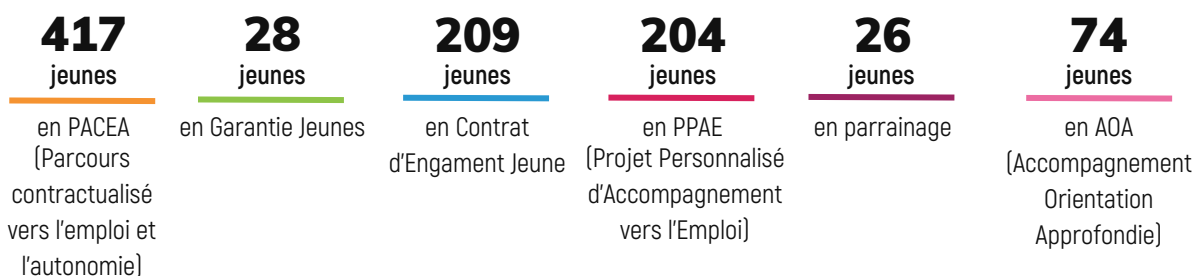 417
jeunes
en PACEA
(Parcours
contractualisé
vers l'emploi et
l'autonomie)
28
jeunes
en Garantie Jeunes
209
jeunes
en Contrat
d'Engament Jeune
204
jeunes
en PPAE
(Projet Personnalisé
d'Accompagnement
vers l'Emploi)
26
jeunes
en parrainage
74
jeunes
en AOA
(Accompagnement
Orientation
Approfondie)